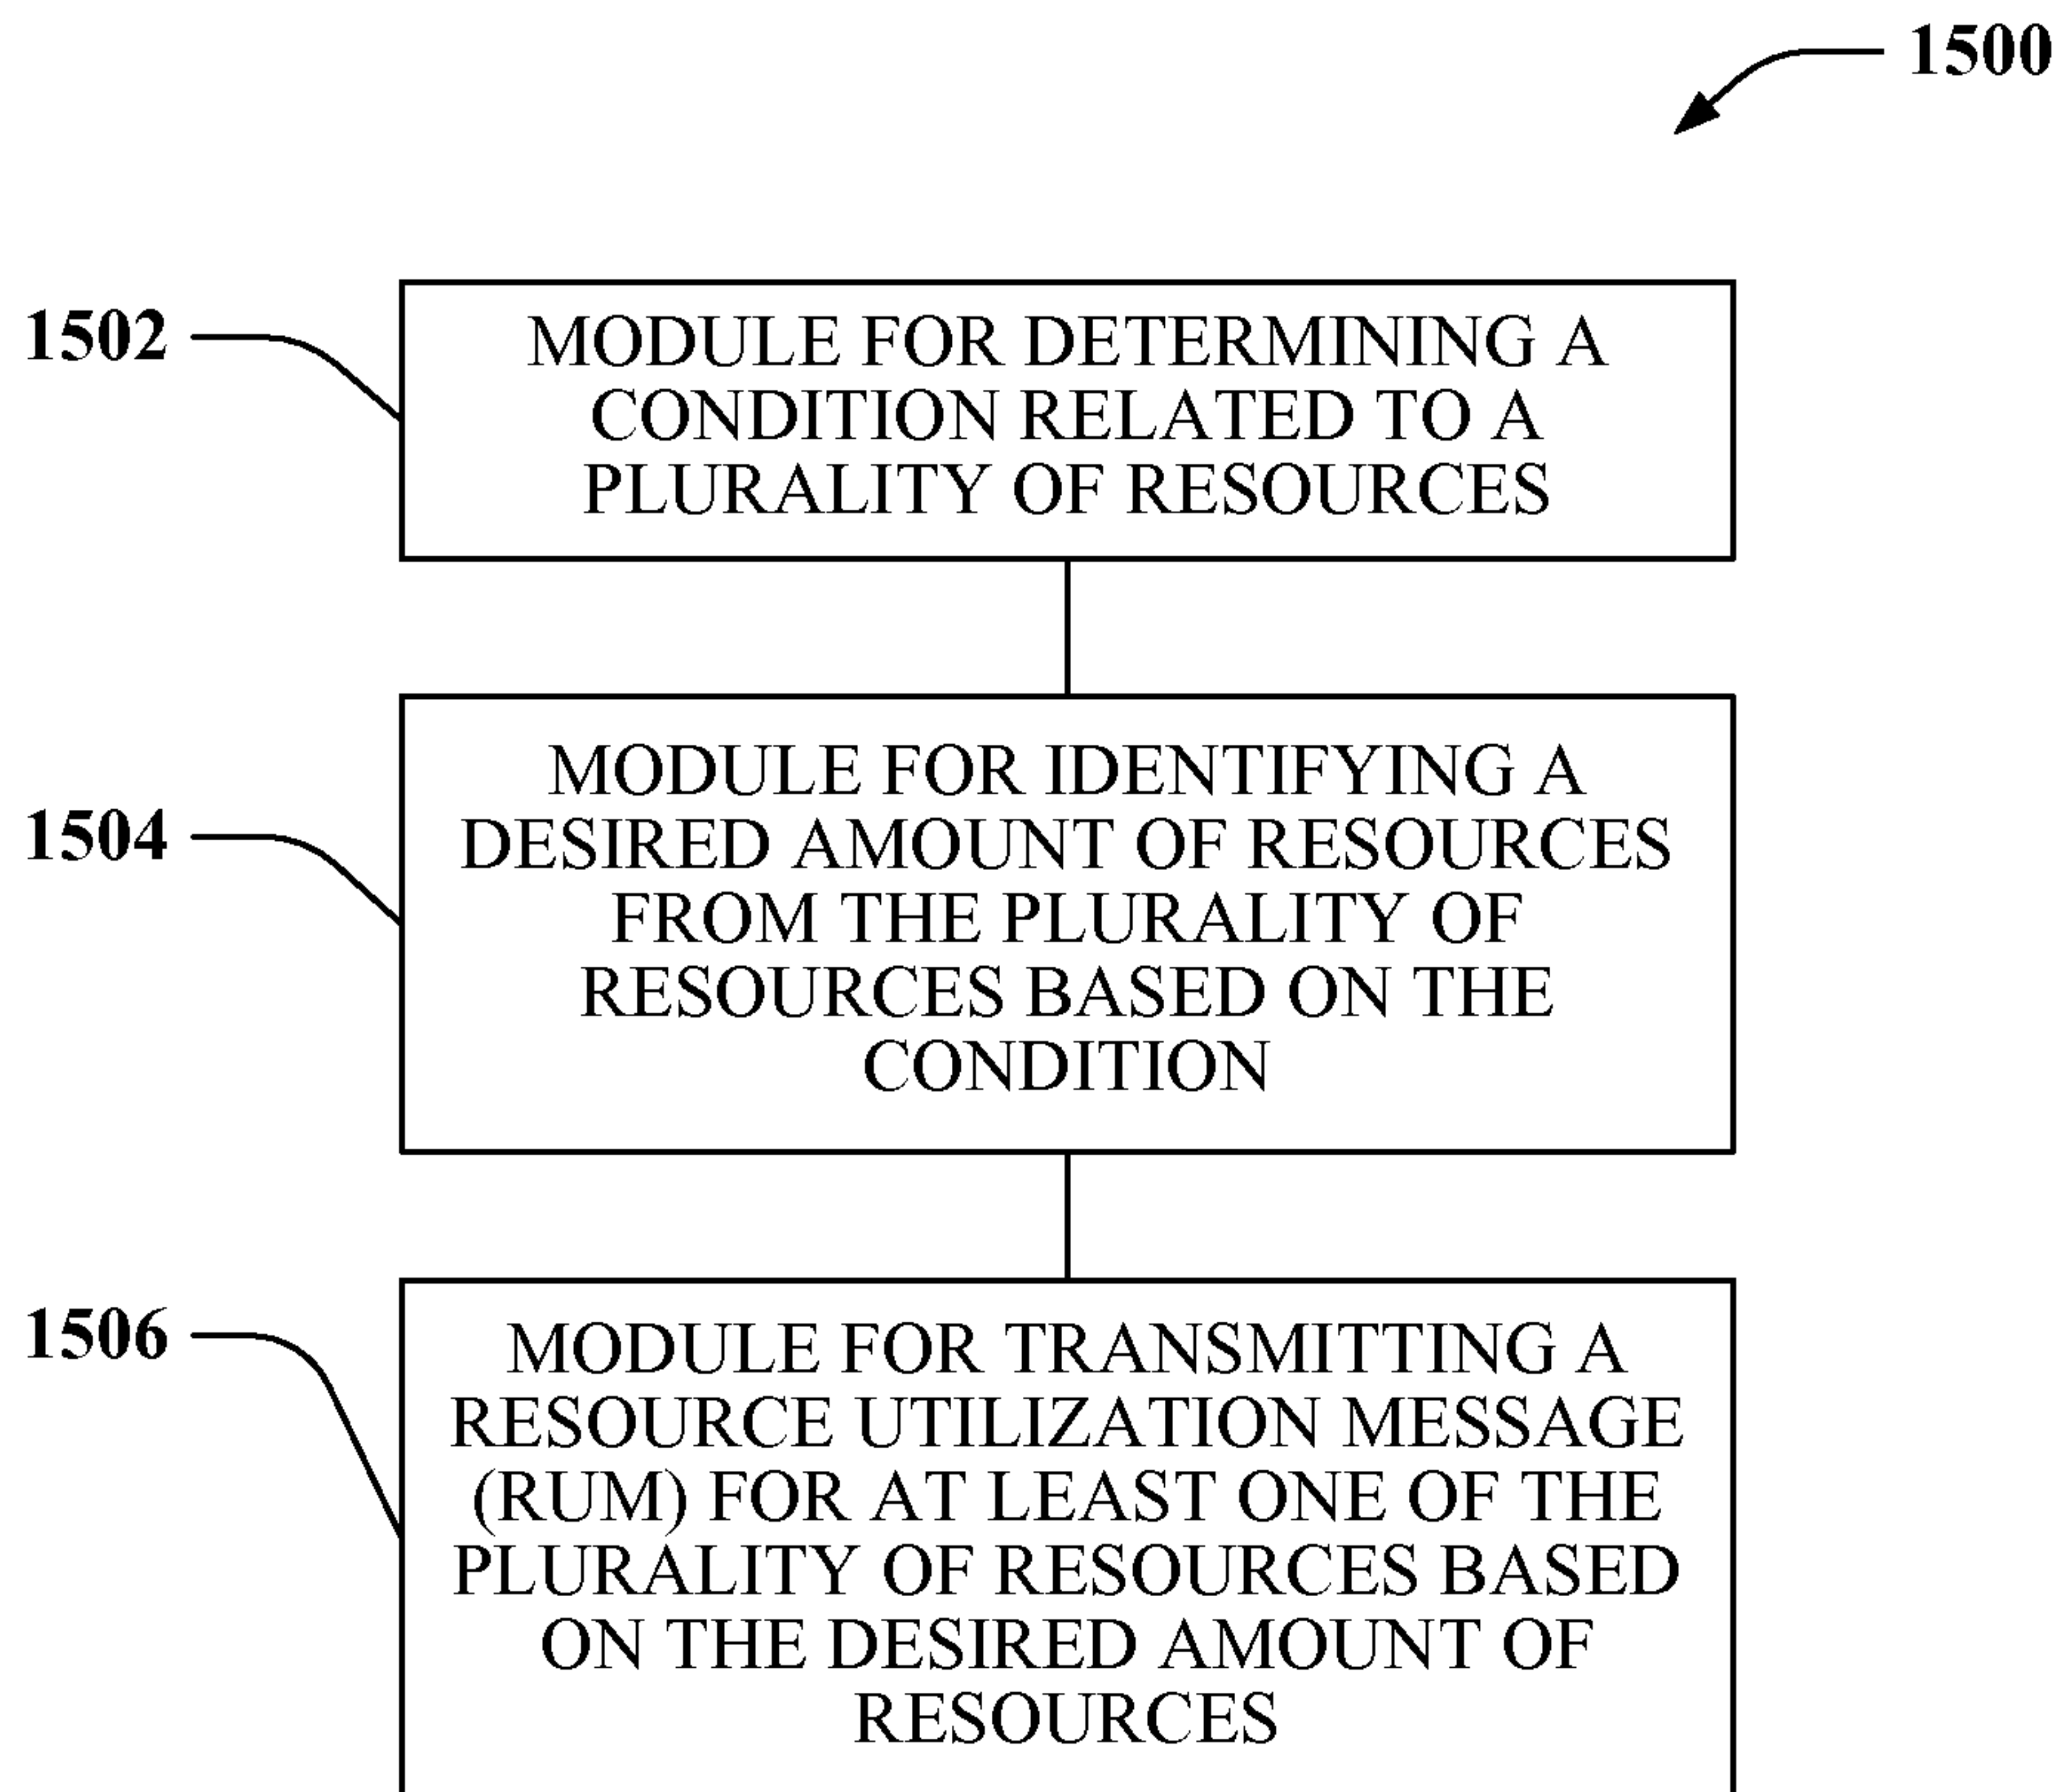 1500
1502
MODULE FOR DETERMINING A
CONDITION RELATED TO A
PLURALITY OF RESOURCES
1504
MODULE FOR IDENTIFYING A
DESIRED AMOUNT OF RESOURCES
FROM THE PLURALITY OF
RESOURCES BASED ON THE
CONDITION
1506
MODULE FOR TRANSMITTING A
RESOURCE UTILIZATION MESSAGE
(RUM) FOR AT LEAST ONE OF THE
PLURALITY OF RESOURCES BASED
ON THE DESIRED AMOUNT OF
RESOURCES